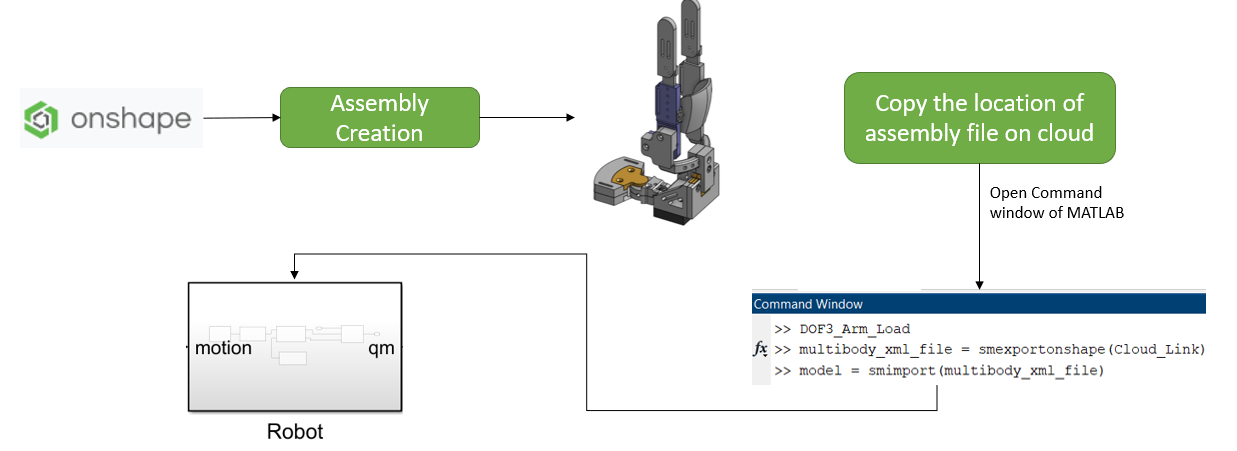 onshape
Assembly
Creation
Copy the location of
assembly file on cloud
Open Command
window of MATLAB
Command Window
>> DOF3_Arm_Load
fx >> multibody_xml_file = smexportonshape(Cloud_Link)
>> model = smimport(multibody_xml_file)
motion
qm
Robot